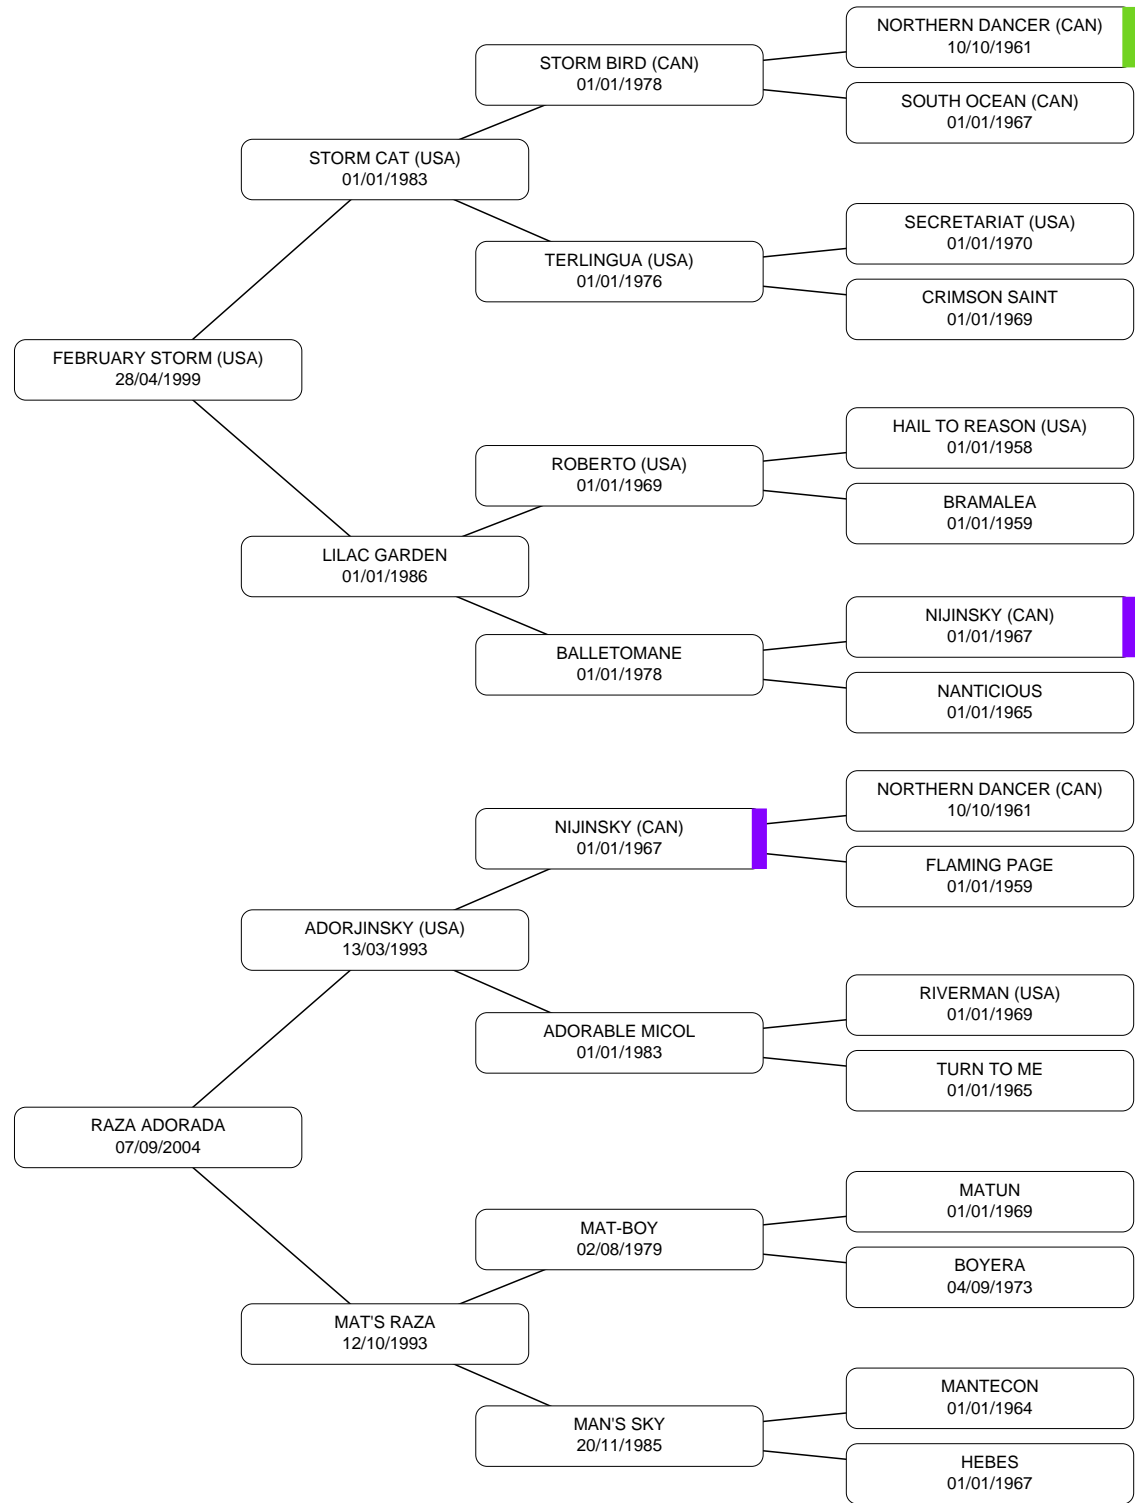 NORTHERN DANCER (CAN)
10/10/1961
STORM BIRD (CAN)
01/01/1978
SOUTH OCEAN (CAN)
01/01/1967
STORM CAT (USA)
01/01/1983
SECRETARIAT (USA)
01/01/1970
TERLINGUA (USA)
01/01/1976
CRIMSON SAINT
01/01/1969
FEBRUARY STORM (USA)
28/04/1999
HAIL TO REASON (USA)
01/01/1958
ROBERTO (USA)
01/01/1969
BRAMALEA
01/01/1959
LILAC GARDEN
01/01/1986
NIJINSKY (CAN)
01/01/1967
BALLETOMANE
01/01/1978
NANTICIOUS
01/01/1965
NORTHERN DANCER (CAN)
10/10/1961
NIJINSKY (CAN)
01/01/1967
FLAMING PAGE
01/01/1959
ADORJINSKY (USA)
13/03/1993
RIVERMAN (USA)
01/01/1969
ADORABLE MICOL
01/01/1983
TURN TO ME
01/01/1965
RAZA ADORADA
07/09/2004
MATUN
01/01/1969
MAT-BOY
02/08/1979
BOYERA
04/09/1973
MAT'S RAZA
12/10/1993
MANTECON
01/01/1964
MAN'S SKY
20/11/1985
HEBES
01/01/1967